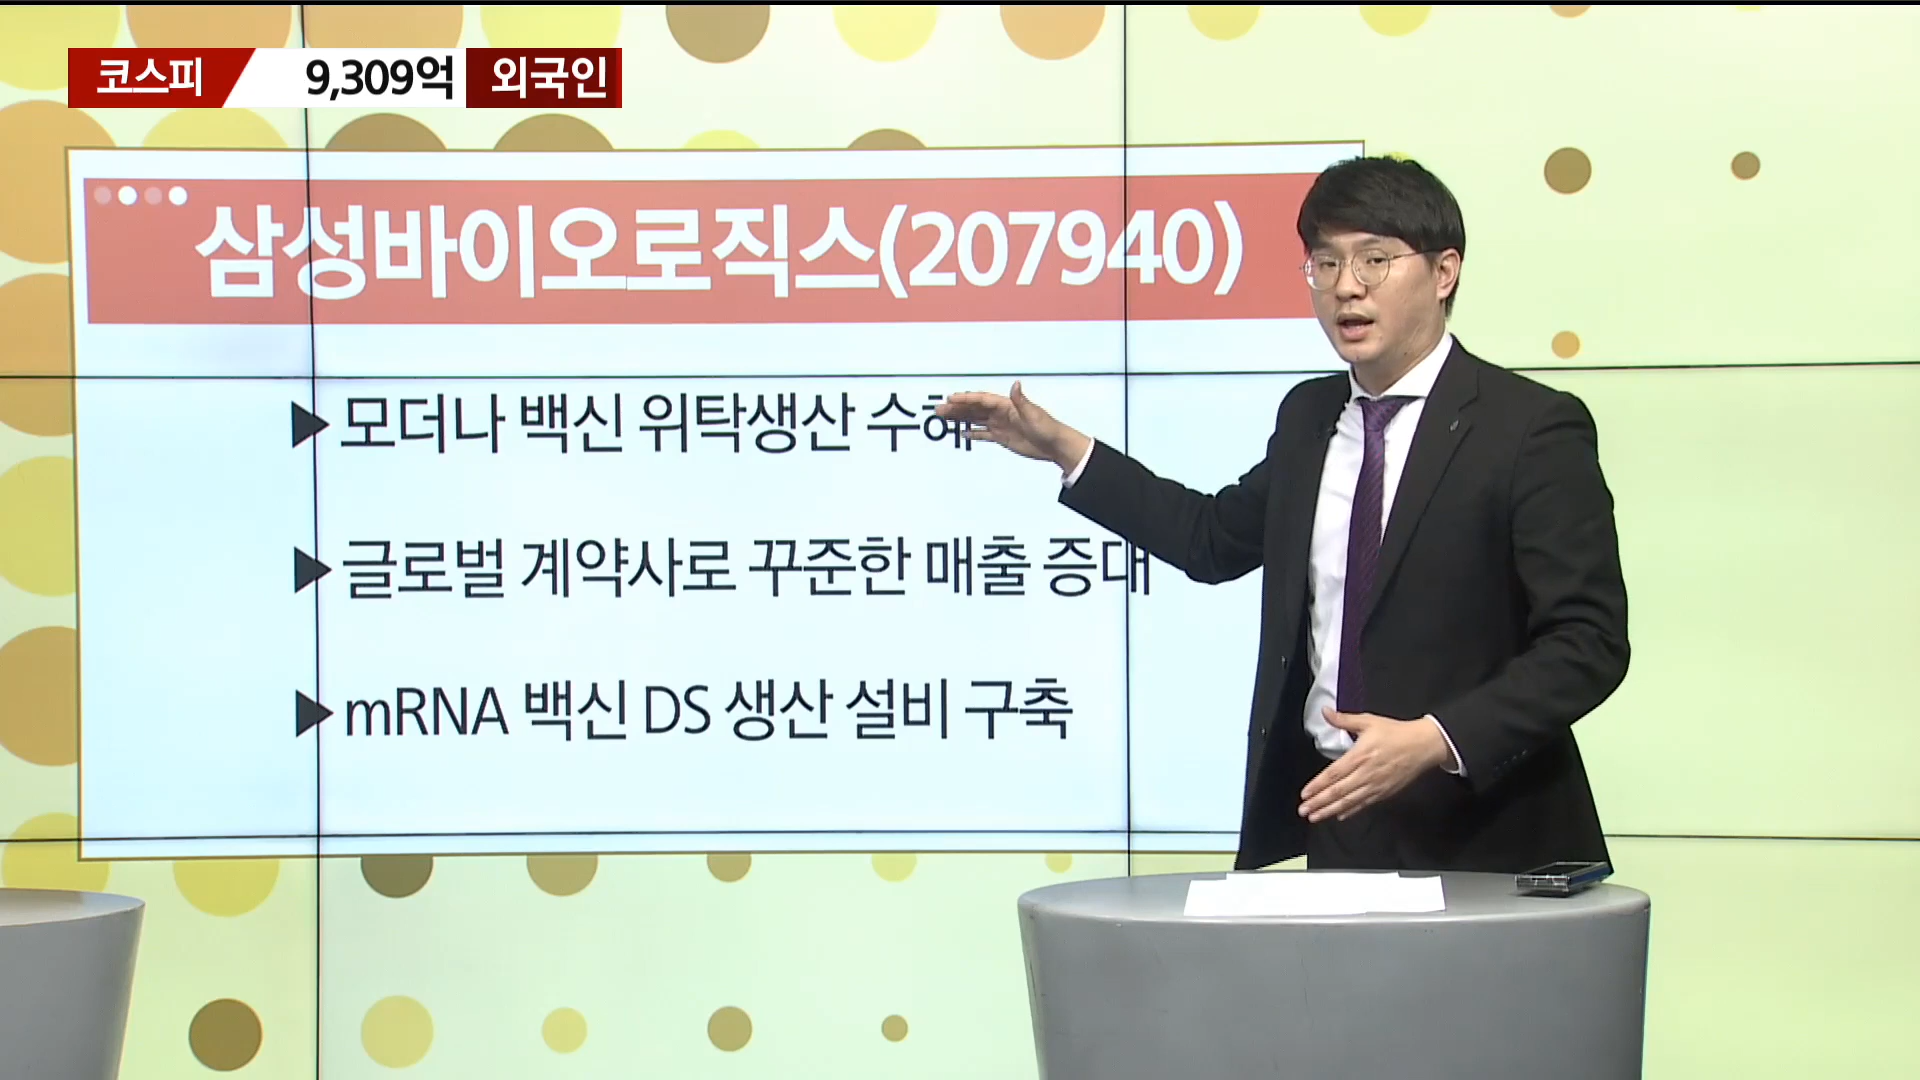 코스피 9,309억 외국인
삼성바이오로직스(207940)
▶모더나 백신 위탁생산 수혜
▶글로벌 계약사로 꾸준한 매출 증대
▶mRNA 백신 DS 생산 설비 구축